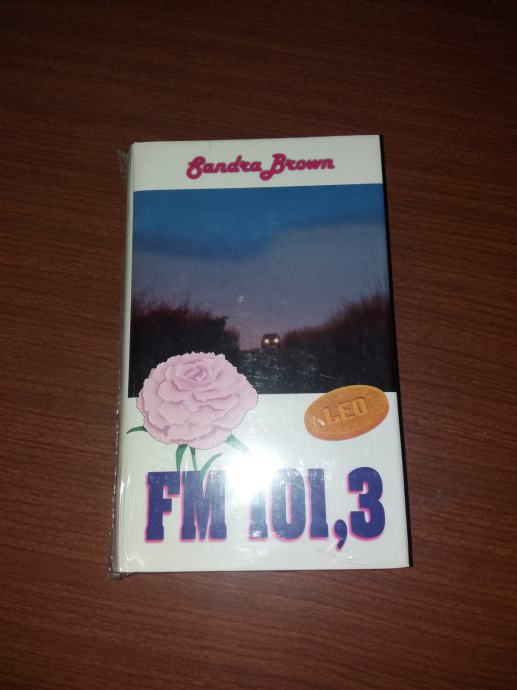 Sandra Brown
LEO
FM 101,3